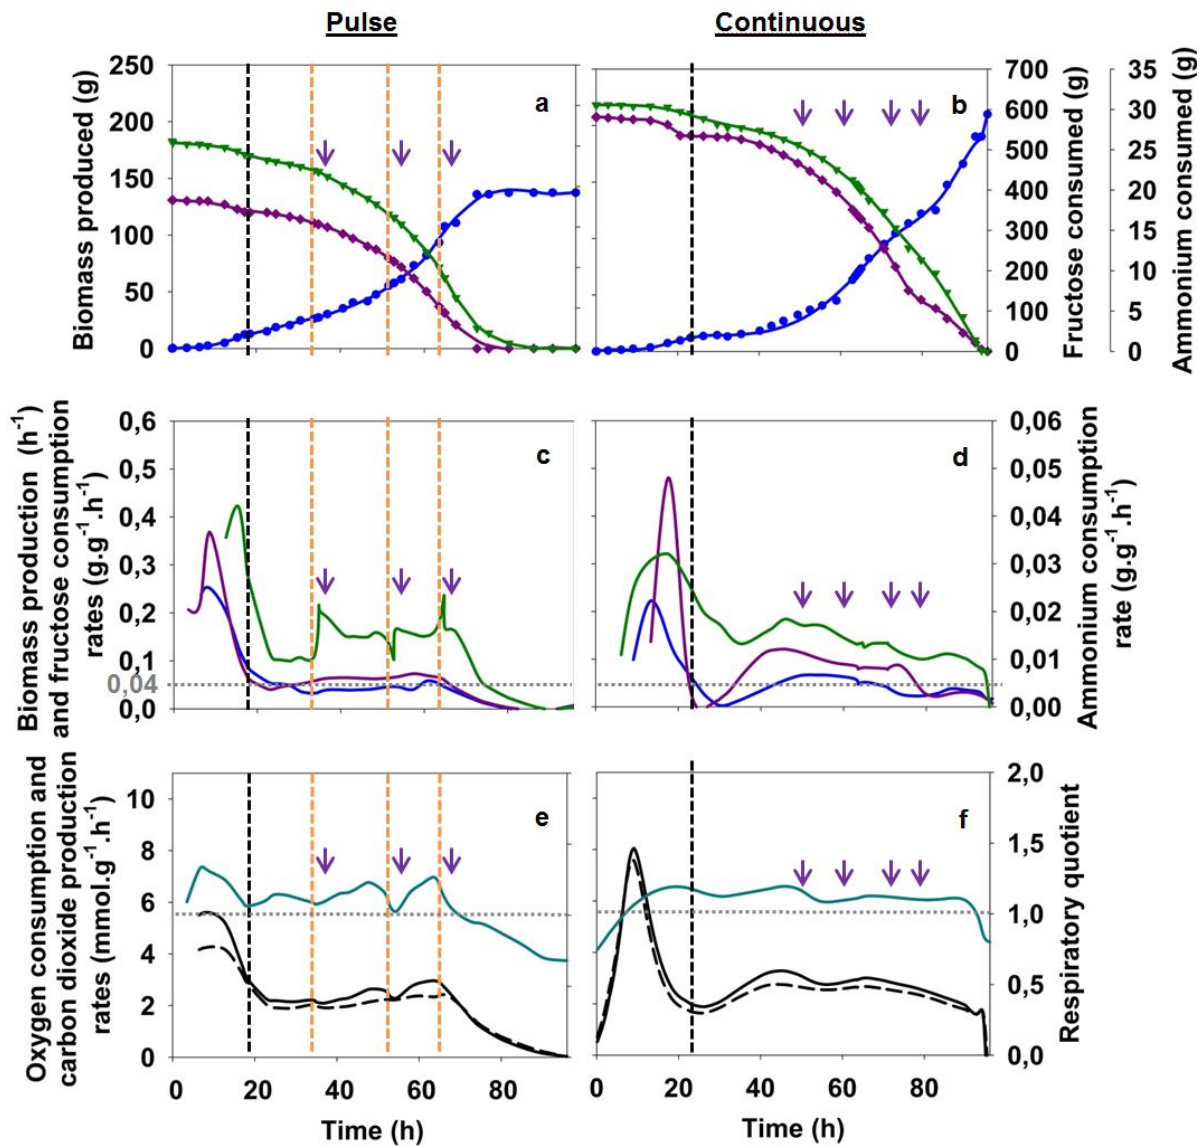 Pulse
Continuous
Biomass produced (g)
250
200
150
100
50
0
a
b
700
600
500
400
300
200
100
0
Fructose consumed (g)
35
30
25
20
15
10
5
0
Ammonium consumed (g)
Biomass production (h⁻¹)
and fructose consumption
rates (g.g⁻¹.h⁻¹)
0,6
0,5
0,4
0,3
0,2
0,1
0,04
0,0
c
d
0,06
0,05
0,04
0,03
0,02
0,01
0,00
Ammonium consumption
rate (g.g⁻¹.h⁻¹)
Oxygen consumption and
carbon dioxide production
rates (mmol.g⁻¹.h⁻¹)
10
8
6
4
2
0
e
f
2,0
1,5
1,0
0,5
0,0
Respiratory quotient
0 20 40 60 80
0 20 40 60 80
Time (h)
Time (h)